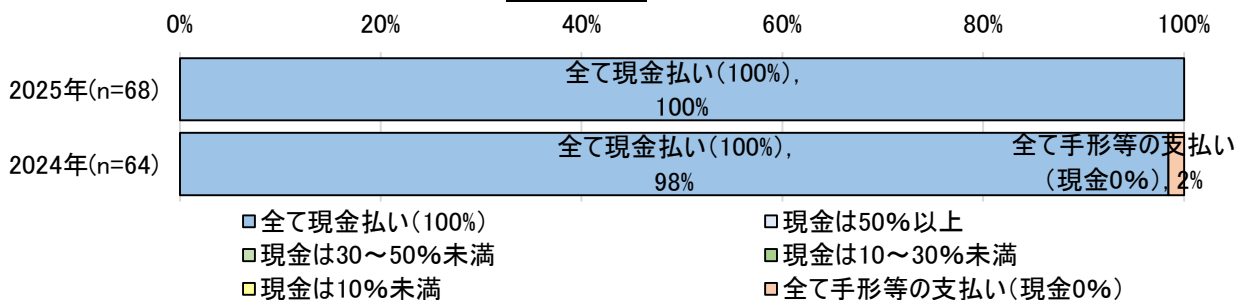 0% 20% 40% 60% 80% 100%
2025年(n=68)
全て現金払い(100%),
100%
2024年(n=64)
全て現金払い(100%),
98%
全て手形等の支払い
(現金0%), 2%
全て現金払い(100%)
現金は50%以上
現金は30～50%未満
現金は10～30%未満
現金は10%未満
全て手形等の支払い(現金0%)